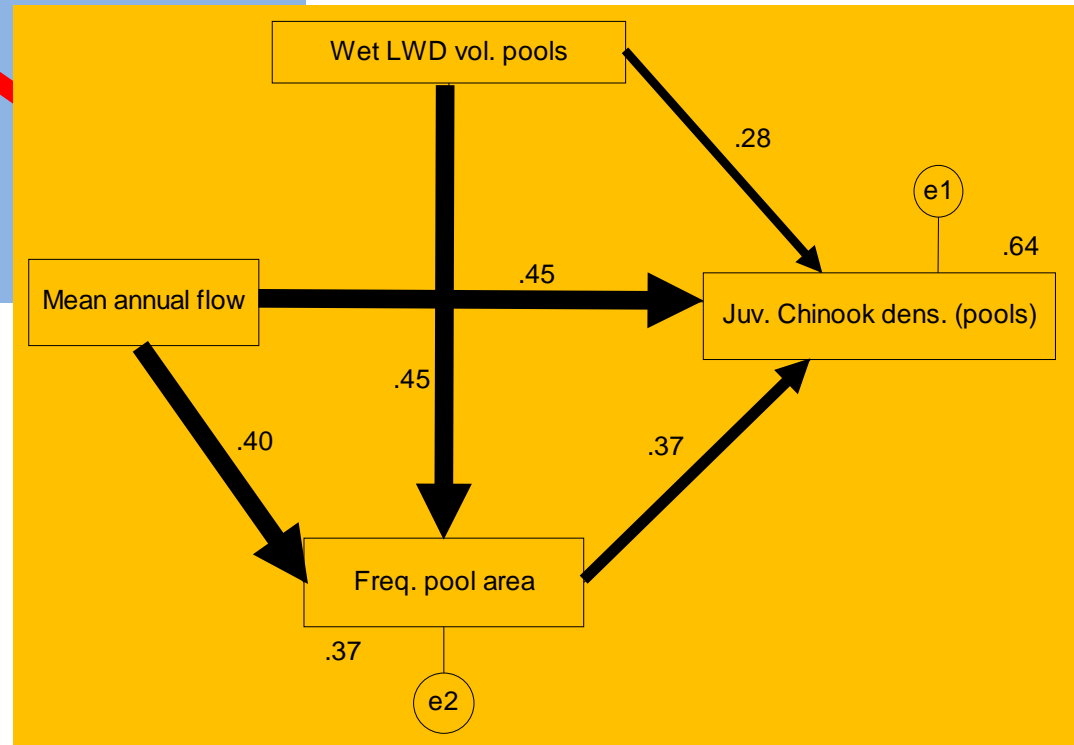 Wet LWD vol. pools
.28
e1
.64
Mean annual flow
.45
Juv. Chinook dens. (pools)
.45
.40
.37
Freq. pool area
.37
e2